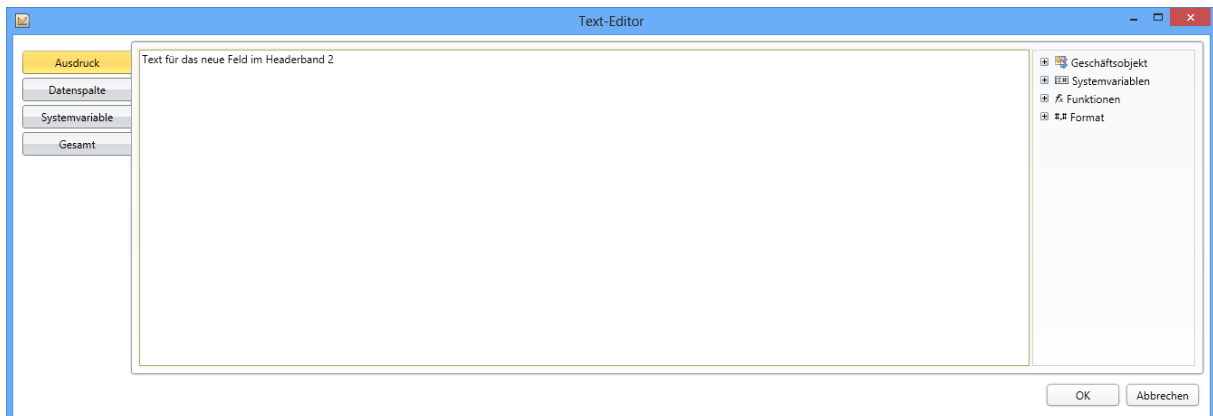 Text-Editor
Ausdruck
Datenspalte
Systemvariable
Gesamt
Text für das neue Feld im Headerband 2
Geschäftsobjekt
Systemvariablen
fx Funktionen
#,# Format
OK
Abbrechen